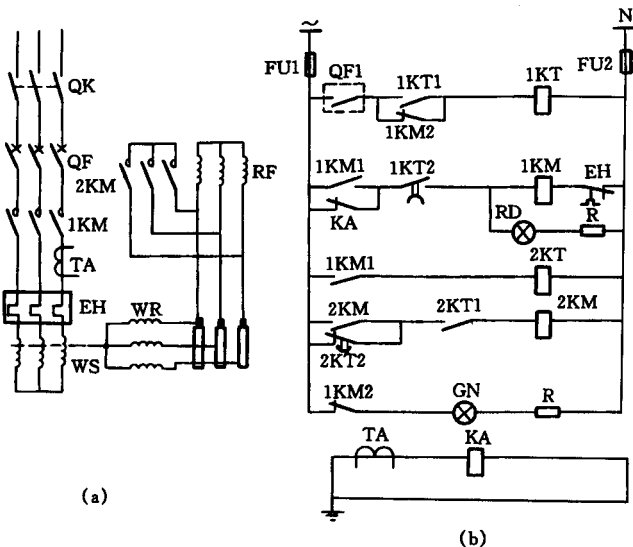 QK
QF
2KM
RF
1KM
TA
EH
WR
WS
(a)
~
N
FU1
QF1
1KT1
1KT
FU2
1KM2
1KM1
1KT2
1KM
EH
KA
RD
R
1KM1
2KT
2KM
2KT1
2KM
2KT2
1KM2
GN
R
TA
KA
(b)